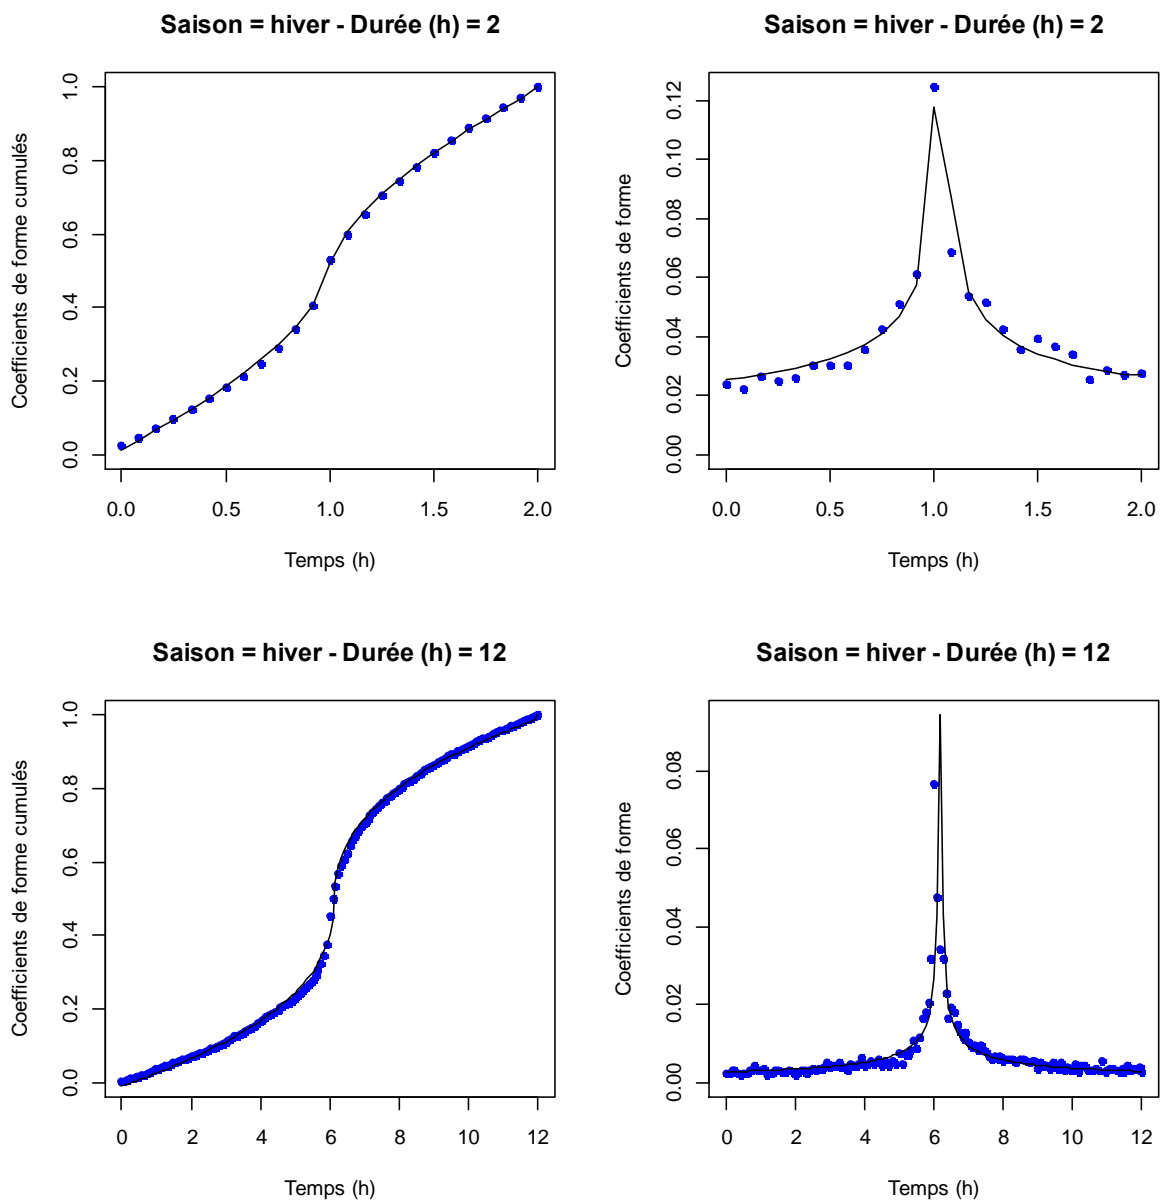 Saison = hiver - Durée (h) = 2
Coefficients de forme cumulés
1.0
0.8
0.6
0.4
0.2
0.0
0.0 0.5 1.0 1.5 2.0
Temps (h)
Saison = hiver - Durée (h) = 2
Coefficients de forme
0.12
0.10
0.08
0.06
0.04
0.02
0.00
0.0 0.5 1.0 1.5 2.0
Temps (h)
Saison = hiver - Durée (h) = 12
Coefficients de forme cumulés
1.0
0.8
0.6
0.4
0.2
0.0
0 2 4 6 8 10 12
Temps (h)
Saison = hiver - Durée (h) = 12
Coefficients de forme
0.08
0.06
0.04
0.02
0.00
0 2 4 6 8 10 12
Temps (h)